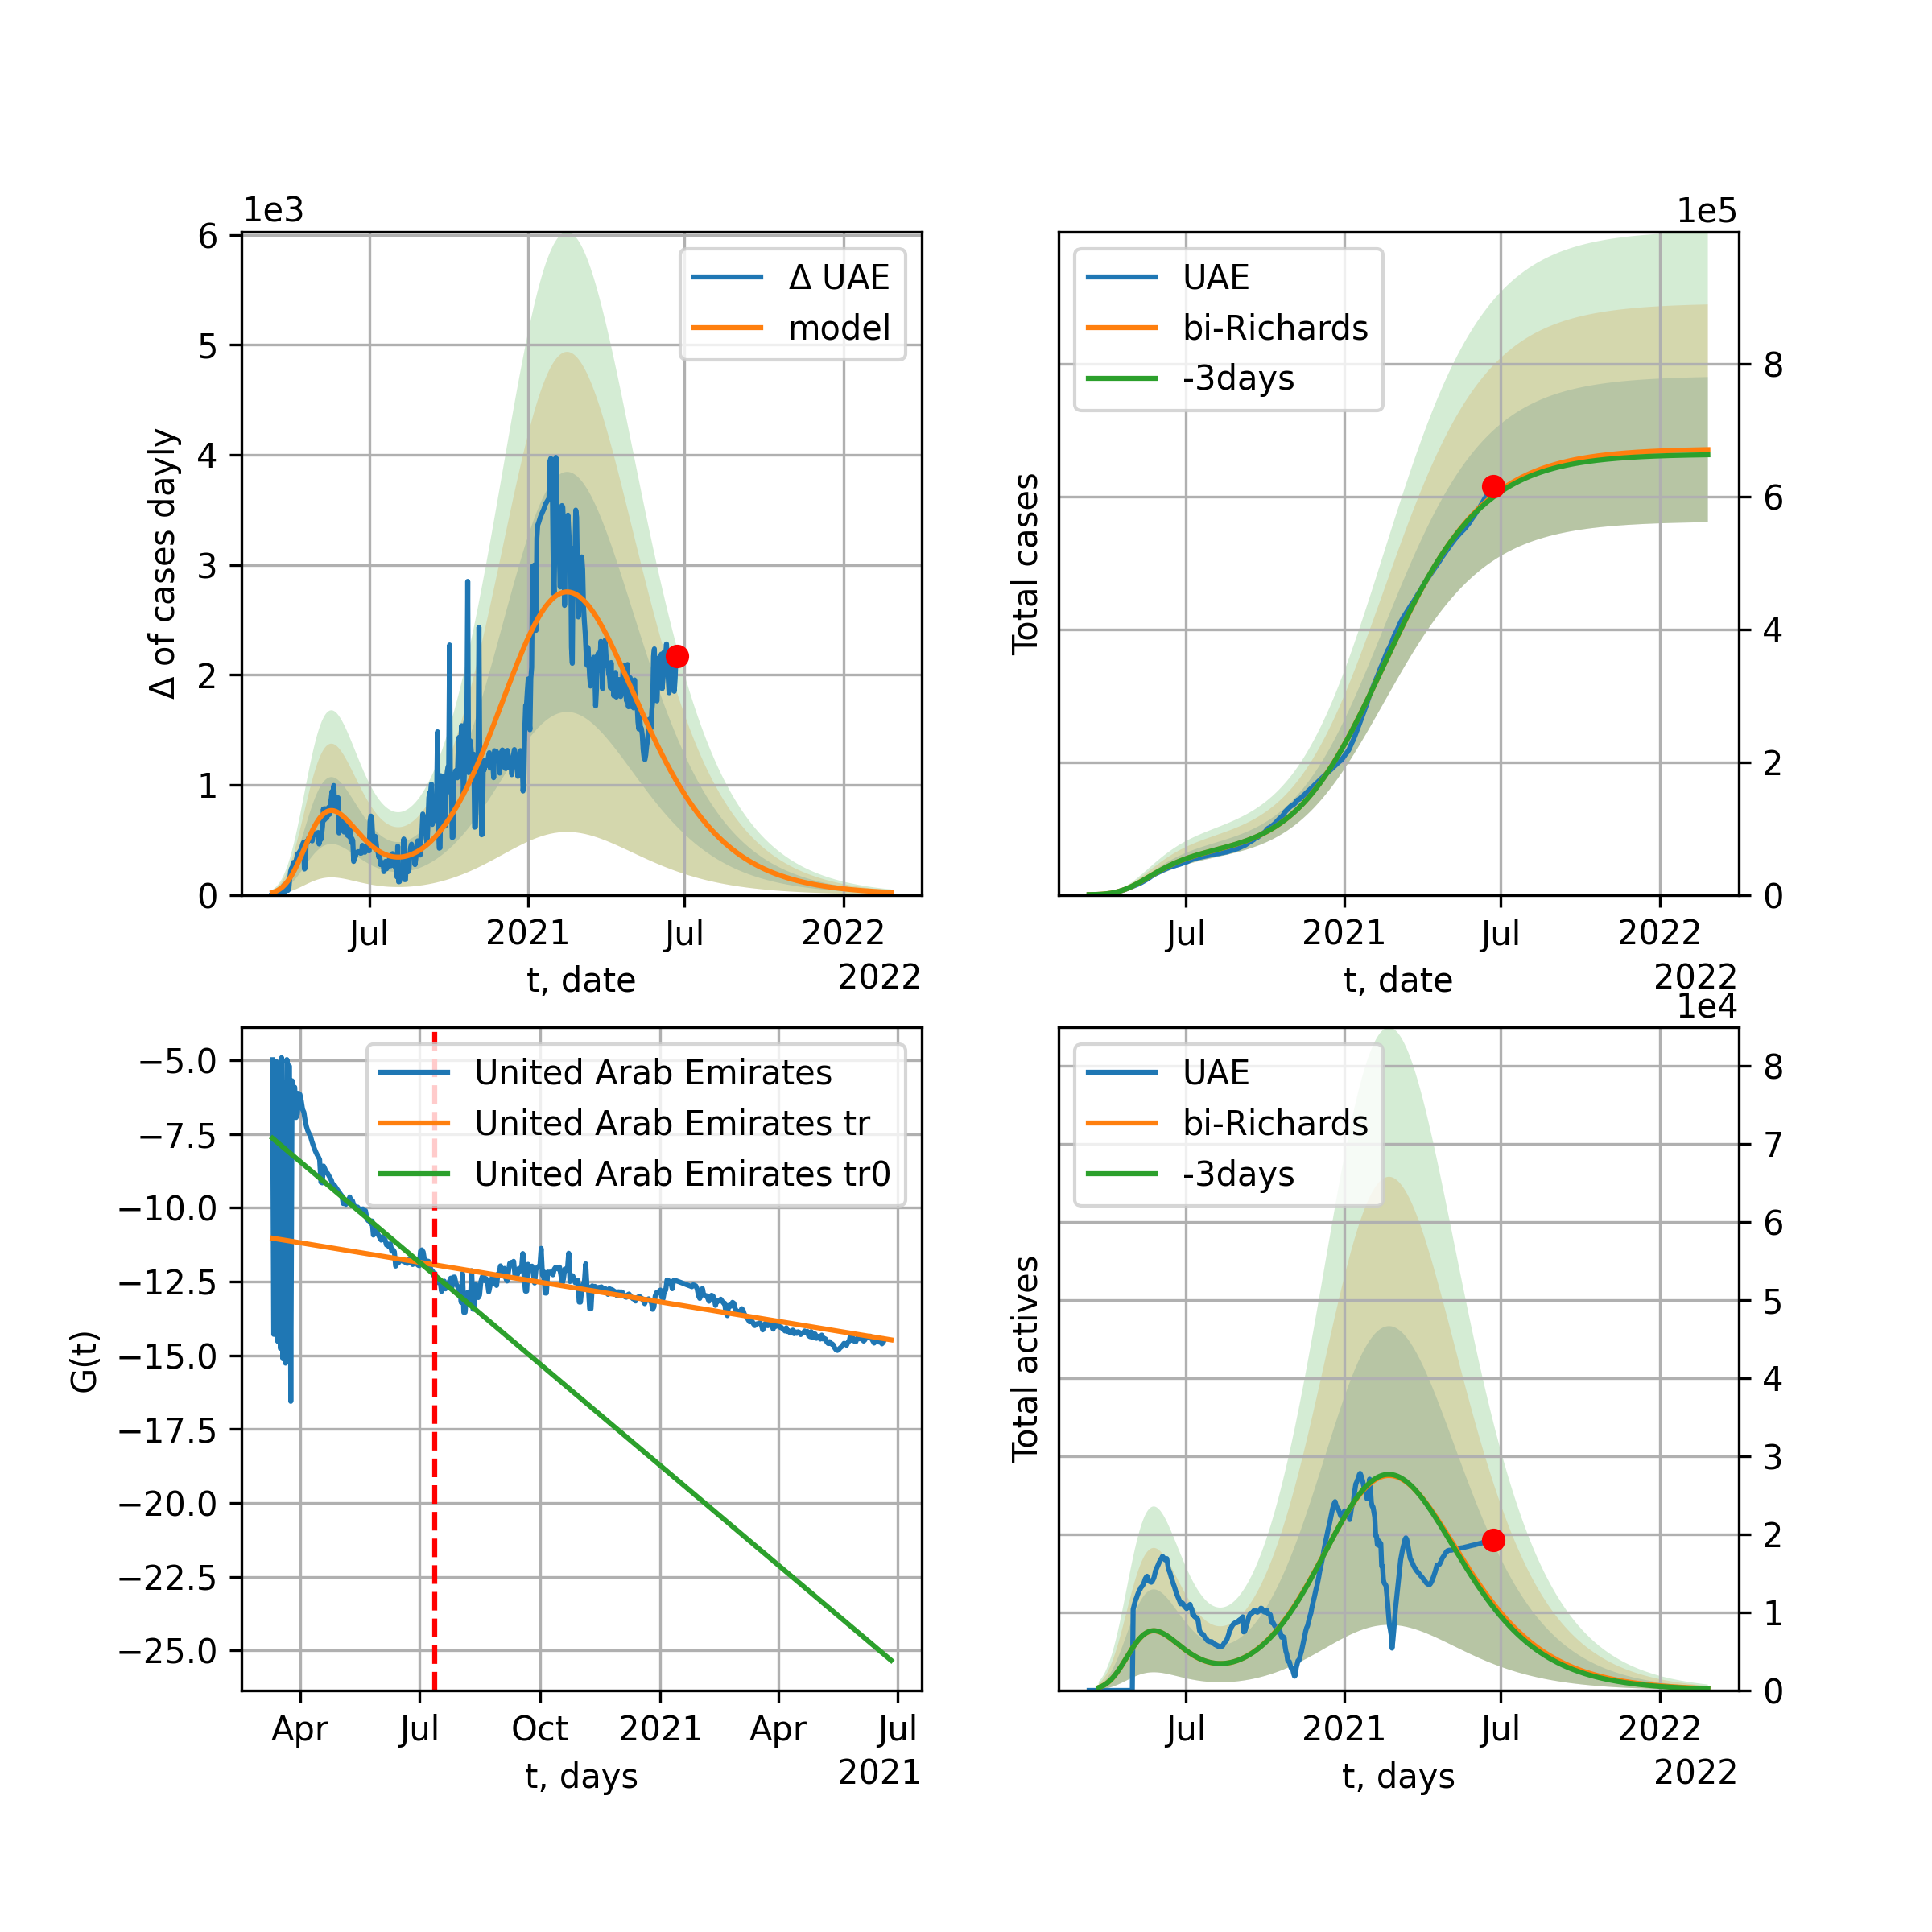 1e3
6
5
4
3
2
1
0
Δ of cases dayly
Δ UAE
model
Jul
2021
Jul
2022
t, date
2022
1e5
8
6
4
2
0
Total cases
UAE
bi-Richards
-3days
Jul
2021
Jul
2022
t, date
2022
−5.0
−7.5
−10.0
−12.5
−15.0
−17.5
−20.0
−22.5
−25.0
G(t)
United Arab Emirates
United Arab Emirates tr
United Arab Emirates tr0
Apr
Jul
Oct
2021
Apr
Jul
t, days
2021
1e4
8
7
6
5
4
3
2
1
0
Total actives
UAE
bi-Richards
-3days
Jul
2021
Jul
2022
t, days
2022